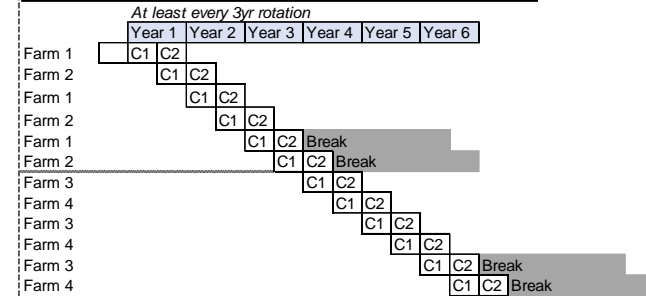 At least every 3yr rotation
Year 1 Year 2 Year 3 Year 4 Year 5 Year 6
Farm 1 C1 C2
Farm 2 C1 C2
Farm 1 C1 C2
Farm 2 C1 C2
Farm 1 C1 C2 Break
Farm 2 C1 C2 Break
Farm 3 C1 C2
Farm 4 C1 C2
Farm 3 C1 C2
Farm 4 C1 C2
Farm 3 C1 C2 Break
Farm 4 C1 C2 Break